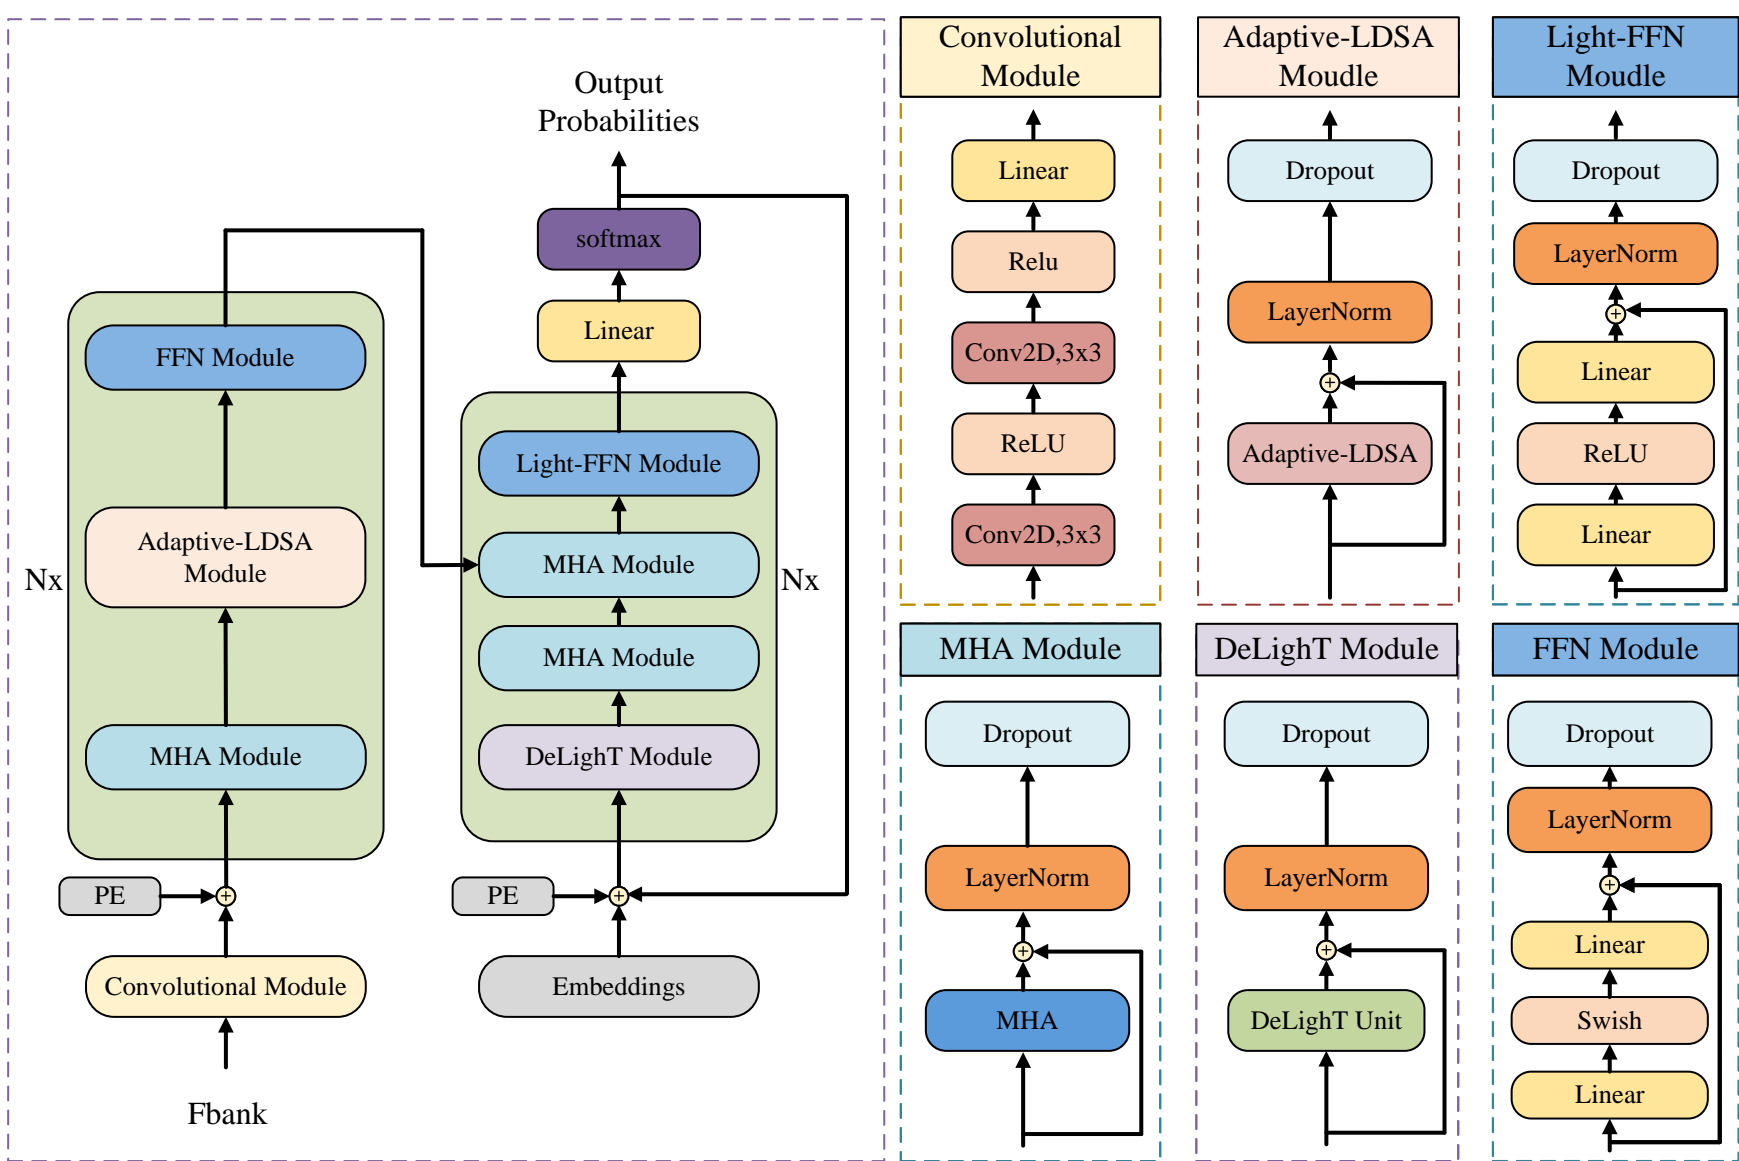 Output
Probabilities
softmax
Linear
FFN Module
Adaptive-LDSA
Module
MHA Module
Nx
PE
+
Convolutional Module
Fbank
Light-FFN Module
MHA Module
MHA Module
DeLighT Module
Nx
PE
+
Embeddings
Convolutional
Module
Linear
Relu
Conv2D,3x3
ReLU
Conv2D,3x3
Adaptive-LDSA
Moudle
Dropout
LayerNorm
+
Adaptive-LDSA
Light-FFN
Moudle
Dropout
LayerNorm
+
Linear
ReLU
Linear
MHA Module
Dropout
LayerNorm
+
MHA
DeLighT Module
Dropout
LayerNorm
+
DeLighT Unit
FFN Module
Dropout
LayerNorm
+
Linear
Swish
Linear